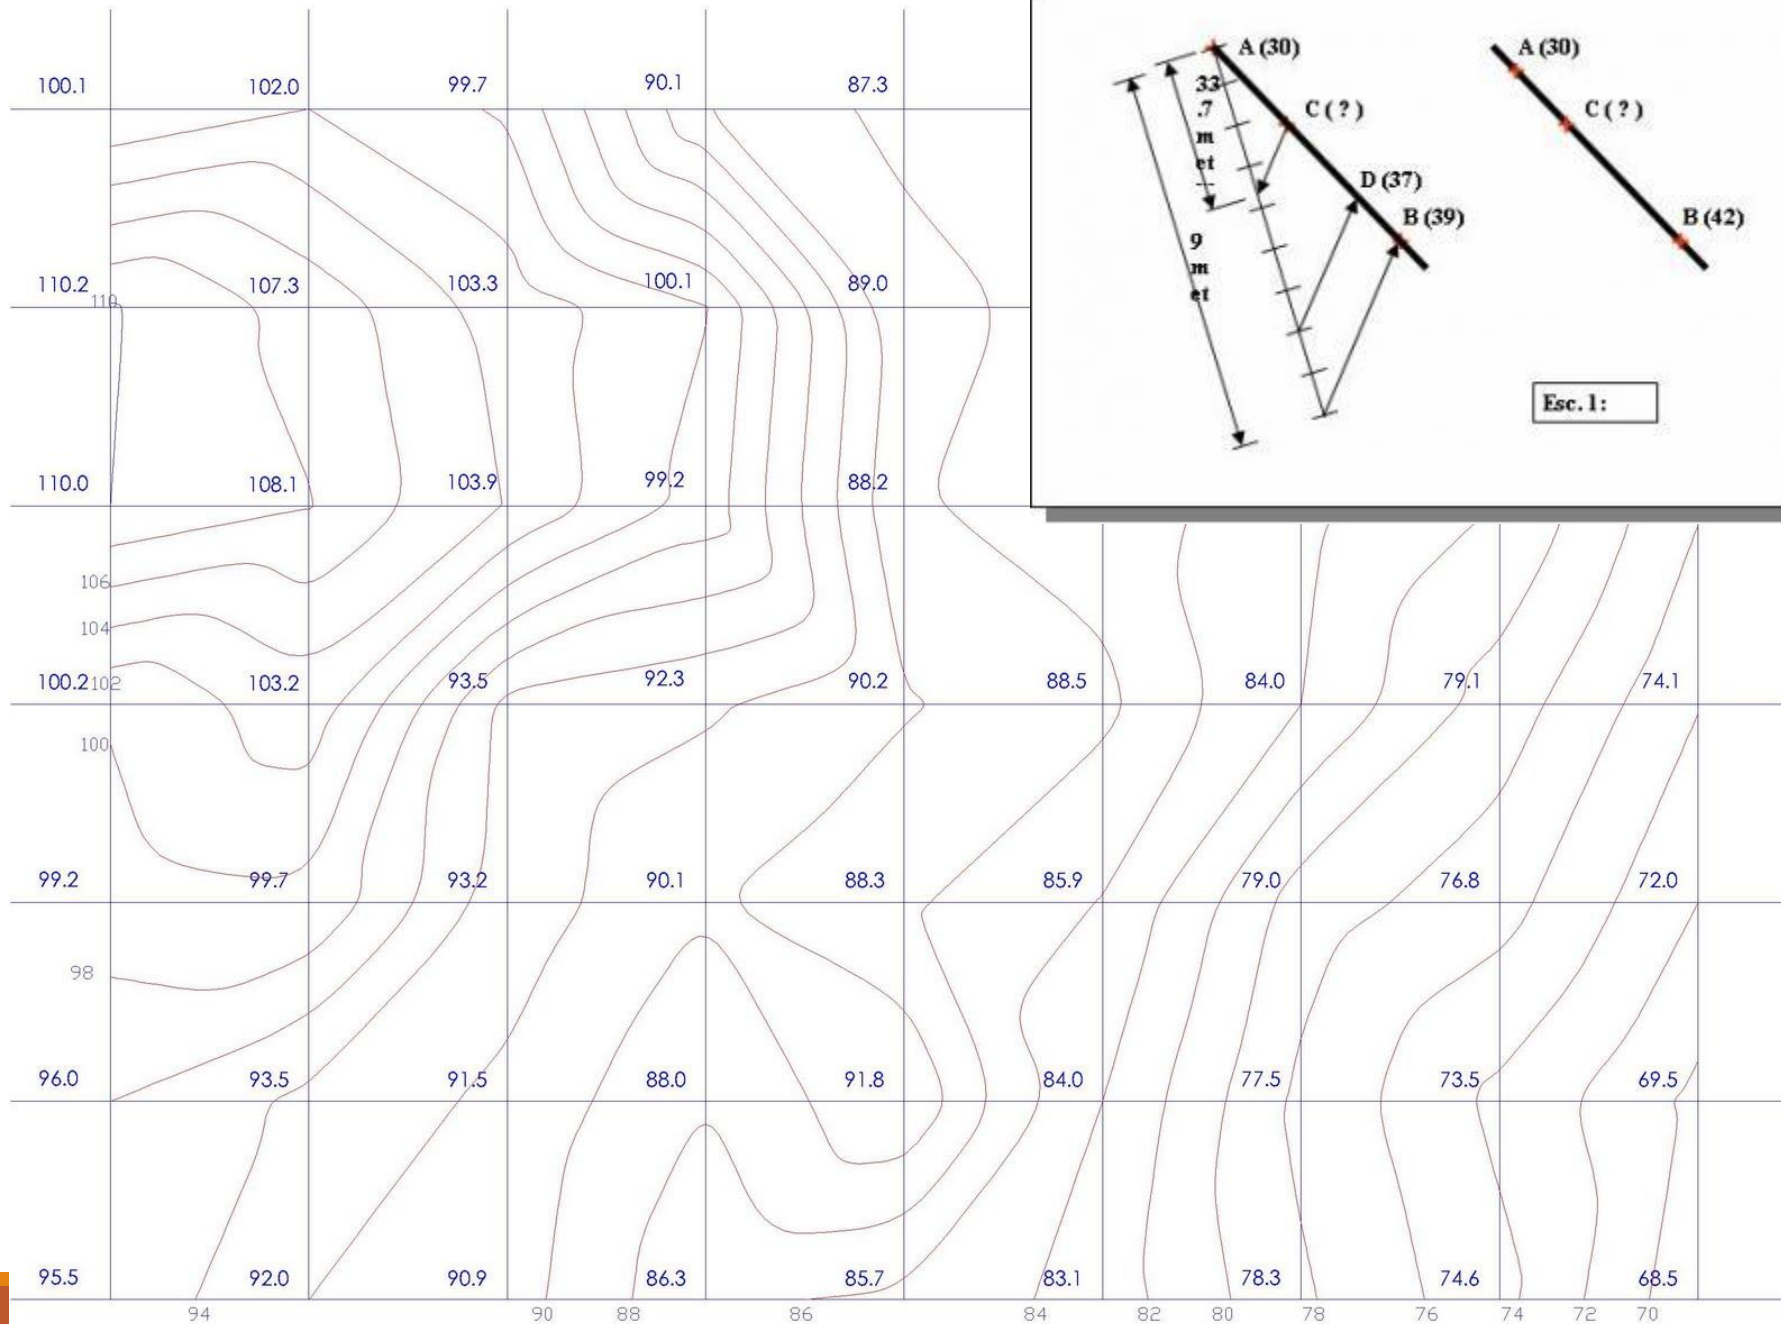 100.1 102.0 99.7 90.1 87.3
110.2 107.3 103.3 100.1 89.0
110
110.0 108.1 103.9 99.2 88.2
106
104
100.2 103.2 93.5 92.3 90.2 88.5 84.0 79.1 74.1
102
100
99.2 99.7 93.2 90.1 88.3 85.9 79.0 76.8 72.0
98
96.0 93.5 91.5 88.0 91.8 84.0 77.5 73.5 69.5
95.5 92.0 90.9 86.3 85.7 83.1 78.3 74.6 68.5
94 90 88 86 84 82 80 78 76 74 72 70
A (30)
33
.7
m
et
C ( ? )
D (37)
B (39)
9
m
et
A (30)
C ( ? )
B (42)
Esc. 1: